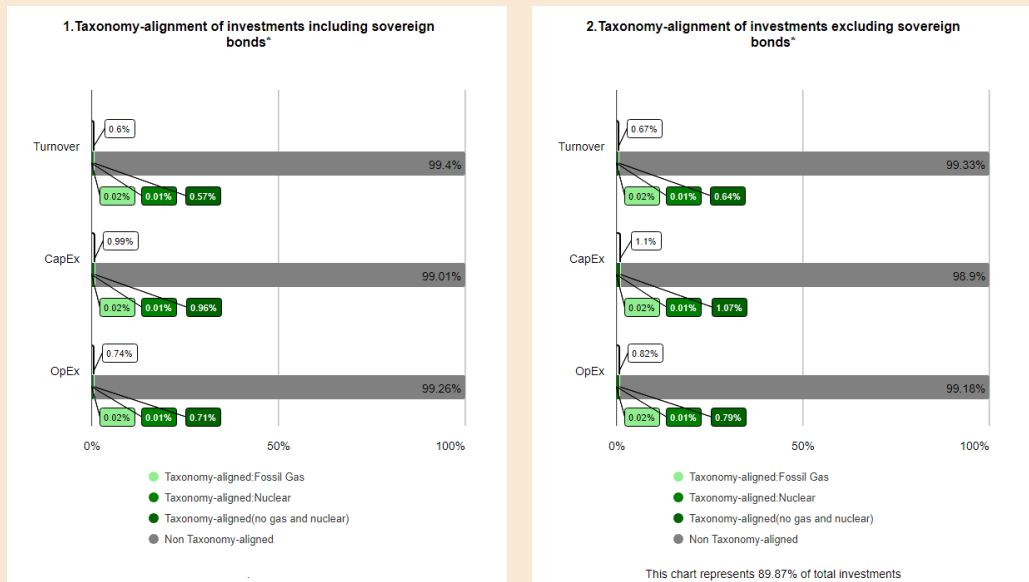 1.Taxonomy-alignment of investments including sovereign
bonds*
Turnover
0.6%
99.4%
0.02% 0.01% 0.57%
CapEx
0.99%
99.01%
0.02% 0.01% 0.96%
OpEx
0.74%
99.26%
0.02% 0.01% 0.71%
0% 50% 100%
Taxonomy-aligned:Fossil Gas
Taxonomy-aligned:Nuclear
Taxonomy-aligned(no gas and nuclear)
Non Taxonomy-aligned
2.Taxonomy-alignment of investments excluding sovereign
bonds*
Turnover
0.67%
99.33%
0.02% 0.01% 0.64%
CapEx
1.1%
98.9%
0.02% 0.01% 1.07%
OpEx
0.82%
99.18%
0.02% 0.01% 0.79%
0% 50% 100%
Taxonomy-aligned:Fossil Gas
Taxonomy-aligned:Nuclear
Taxonomy-aligned(no gas and nuclear)
Non Taxonomy-aligned
This chart represents 89.87% of total investments